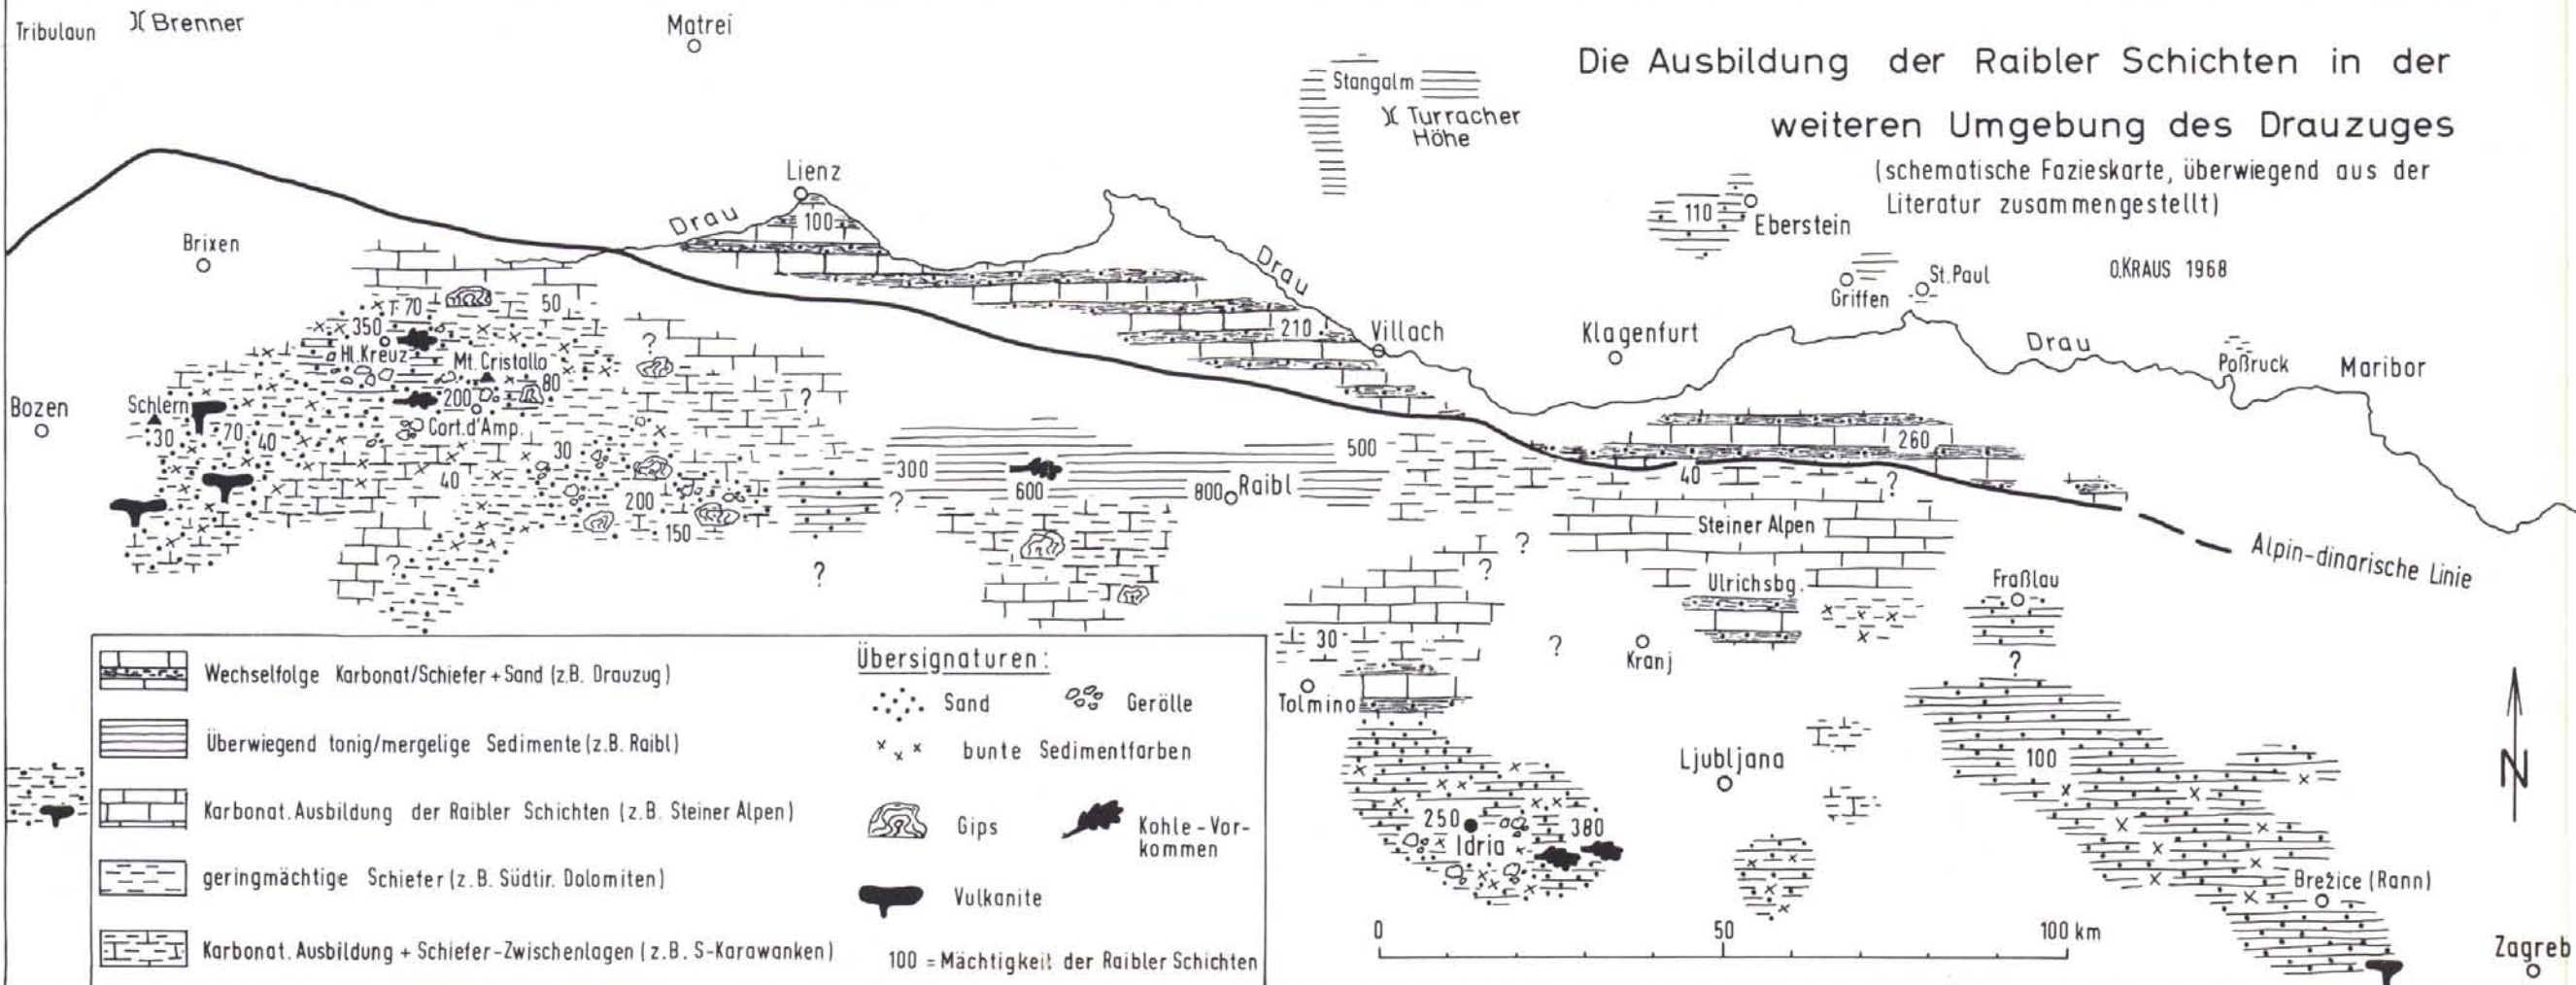 Tribulaun
Brenner
Matrei
Die Ausbildung der Raibler Schichten in der
weiteren Umgebung des Drauzuges
(schematische Fazieskarte, überwiegend aus der
Literatur zusammengestellt)
O.KRAUS 1968
Stangalm
Turracher
Höhe
Lienz
100
Drau
Drau
110
Eberstein
Griffen
St.Paul
Brixen
T-70
50
350
Hl.Kreuz
Mt.Cristallo
80
200
Cort.d'Amp.
?
?
210
Villach
Klagenfurt
Drau
Poßruck
Maribor
Bozen
Schlern
30
70
40
30
40
200
150
?
?
300
?
600
800
Raibl
500
260
40
?
Steiner Alpen
?
?
Ulrichsbg.
Fraßlau
Alpin-dinarische Linie
?
30
?
Kranj
Tolmino
Ljubljana
100
250
Idria
380
Brežice (Rann)
Zagreb
N
0 50 100 km
Wechselfolge Karbonat/Schiefer + Sand (z.B. Drauzug)
Überwiegend tonig/mergelige Sedimente (z.B. Raibl)
Karbonat. Ausbildung der Raibler Schichten (z.B. Steiner Alpen)
geringmächtige Schiefer (z.B. Südtir. Dolomiten)
Karbonat. Ausbildung + Schiefer-Zwischenlagen (z.B. S-Karawanken)
Übersignaturen:
Sand
Gerölle
bunte Sedimentfarben
Gips
Kohle-Vor-
kommen
Vulkanite
100 = Mächtigkeit der Raibler Schichten